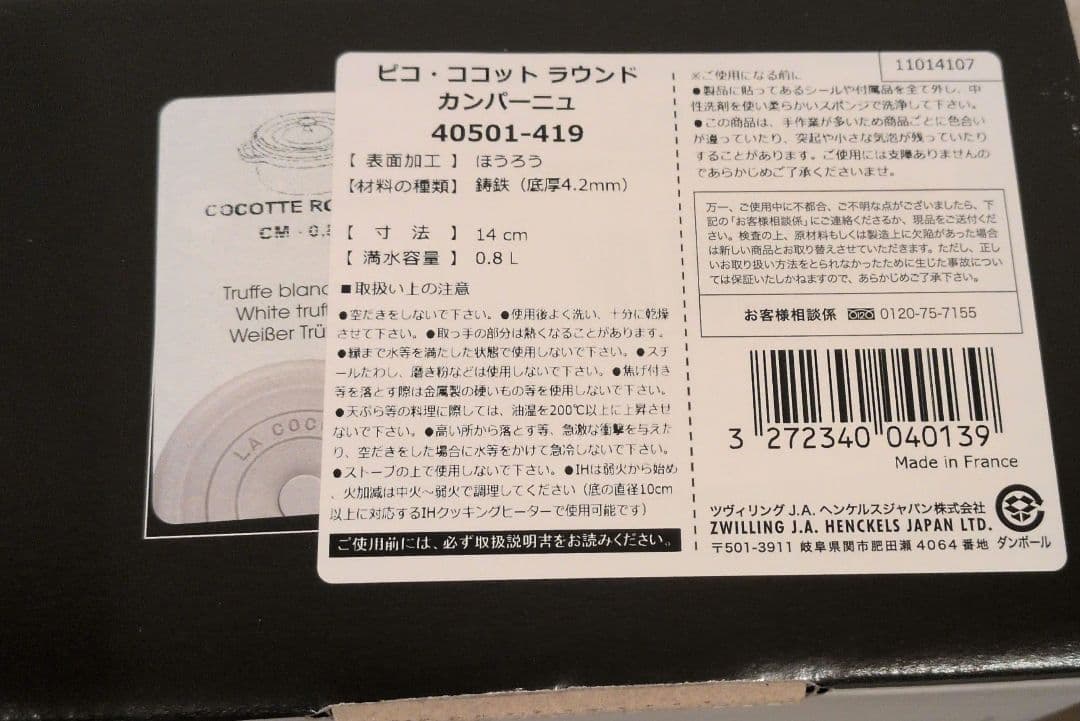 COCOTTE RO
CM - 0.
Truffe blanc
White truff
Weißer Trü
LA COC
ピコ・ココット ラウンド
カンパーニュ
40501-419
【 表面加工 】 ほうろう
【材料の種類】 鋳鉄（底厚4.2mm）
【 寸 法 】 14 cm
【 満水容量 】 0.8 L
■取扱い上の注意
●空だきをしないで下さい。●使用後よく洗い、十分に乾燥
させて下さい。●取っ手の部分は熱くなることがあります。
●縁まで水等を満たした状態で使用しないで下さい。●スチ
ールたわし、磨き粉などは使用しないで下さい。●焦げ付き
等を落とす際は金属製の硬いもの等を使用しないで下さい。
●天ぷら等の料理に際しては、油温を200℃以上に上昇させ
ないで下さい。●高い所から落とす等、急激な衝撃を与えた
り、空だきをした場合に水等をかけて急冷しないで下さい。
●ストーブの上で使用しないで下さい。●IHは弱火から始め
、火加減は中火～弱火で調理してください（底の直径10cm
以上に対応するIHクッキングヒーターで使用可能です）
ご使用前には、必ず取扱説明書をお読みください。
11014107
※ご使用になる前に
●製品に貼ってあるシールや付属品を全て外し、中
性洗剤を使い柔らかいスポンジで洗浄して下さい。
●この商品は、手作業が多いため商品ごとに色合い
が違っていたり、突起や小さな気泡が残っていたり
することがあります。ご使用には支障ありませんの
であらかじめご了承くださいませ。
万一、ご使用中に不都合、ご不明な点がございましたら、下
記の「お客様相談係」にご連絡くださるか、現品をご送付くだ
さい。検査の上、原材料もしくは製造上に欠陥があった場合
は新しい商品とお取り替えさせていただきます。ただし、正し
いお取り扱い方法をとられなかったために生じた事故につい
ては保証いたしかねますので、あらかじめご了承下さい。
お客様相談係 0120-75-7155
3 272340 040139
Made in France
ツヴィリング J.A. ヘンケルスジャパン株式会社
ZWILLING J.A. HENCKELS JAPAN LTD.
〒501-3911 岐阜県関市肥田瀬 4064 番地
ダンボール